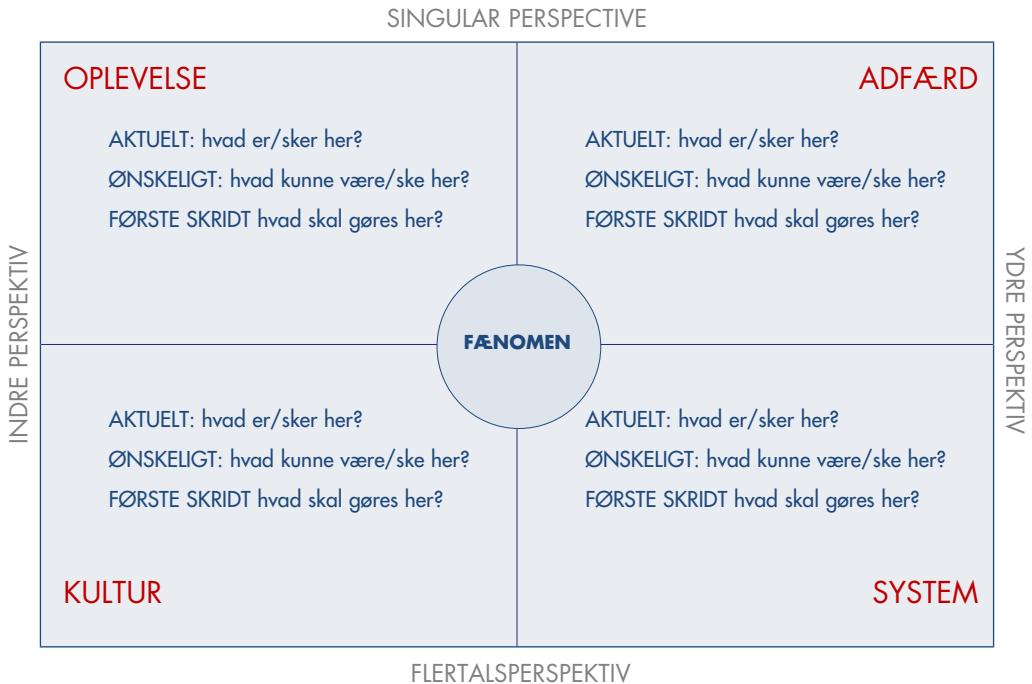 SINGULAR PERSPECTIVE
OPLEVELSE
AKTUELT: hvad er/sker her?
ØNSKELIGT: hvad kunne være/ske her?
FØRSTE SKRIDT hvad skal gøres her?
ADFÆRD
AKTUELT: hvad er/sker her?
ØNSKELIGT: hvad kunne være/ske her?
FØRSTE SKRIDT hvad skal gøres her?
INDRE PERSPEKTIV
FÆNOMEN
YDRE PERSPEKTIV
AKTUELT: hvad er/sker her?
ØNSKELIGT: hvad kunne være/ske her?
FØRSTE SKRIDT hvad skal gøres her?
KULTUR
AKTUELT: hvad er/sker her?
ØNSKELIGT: hvad kunne være/ske her?
FØRSTE SKRIDT hvad skal gøres her?
SYSTEM
FLERTALSPERSPEKTIV